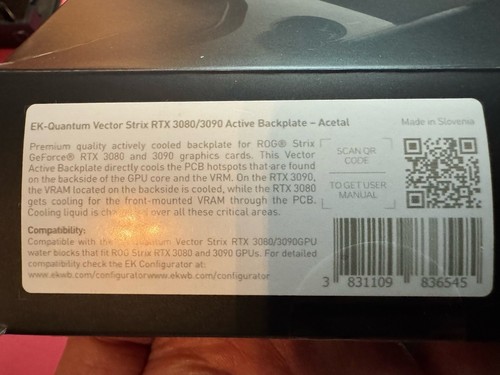 EK-Quantum Vector Strix RTX 3080/3090 Active Backplate – Acetal
Made in Slovenia
Premium quality actively cooled backplate for ROG® Strix
GeForce® RTX 3080 and 3090 graphics cards. This Vector
Active Backplate directly cools the PCB hotspots that are found
on the backside of the GPU core and the VRM. On the RTX 3090,
the VRAM located on the backside is cooled, while the RTX 3080
gets cooling for the front-mounted VRAM through the PCB.
Cooling liquid is over all these critical areas.
Compatibility:
Compatible with the Vector Strix RTX 3080/3090GPU
water blocks that fit ROG Strix RTX 3080 and 3090 GPUs. For detailed
compatibility check the EK Configurator at:
www.ekwb.com/configuratorwww.ekwb.com/configurator
SCAN QR
CODE
TO GET USER
MANUAL
3 831109 836545